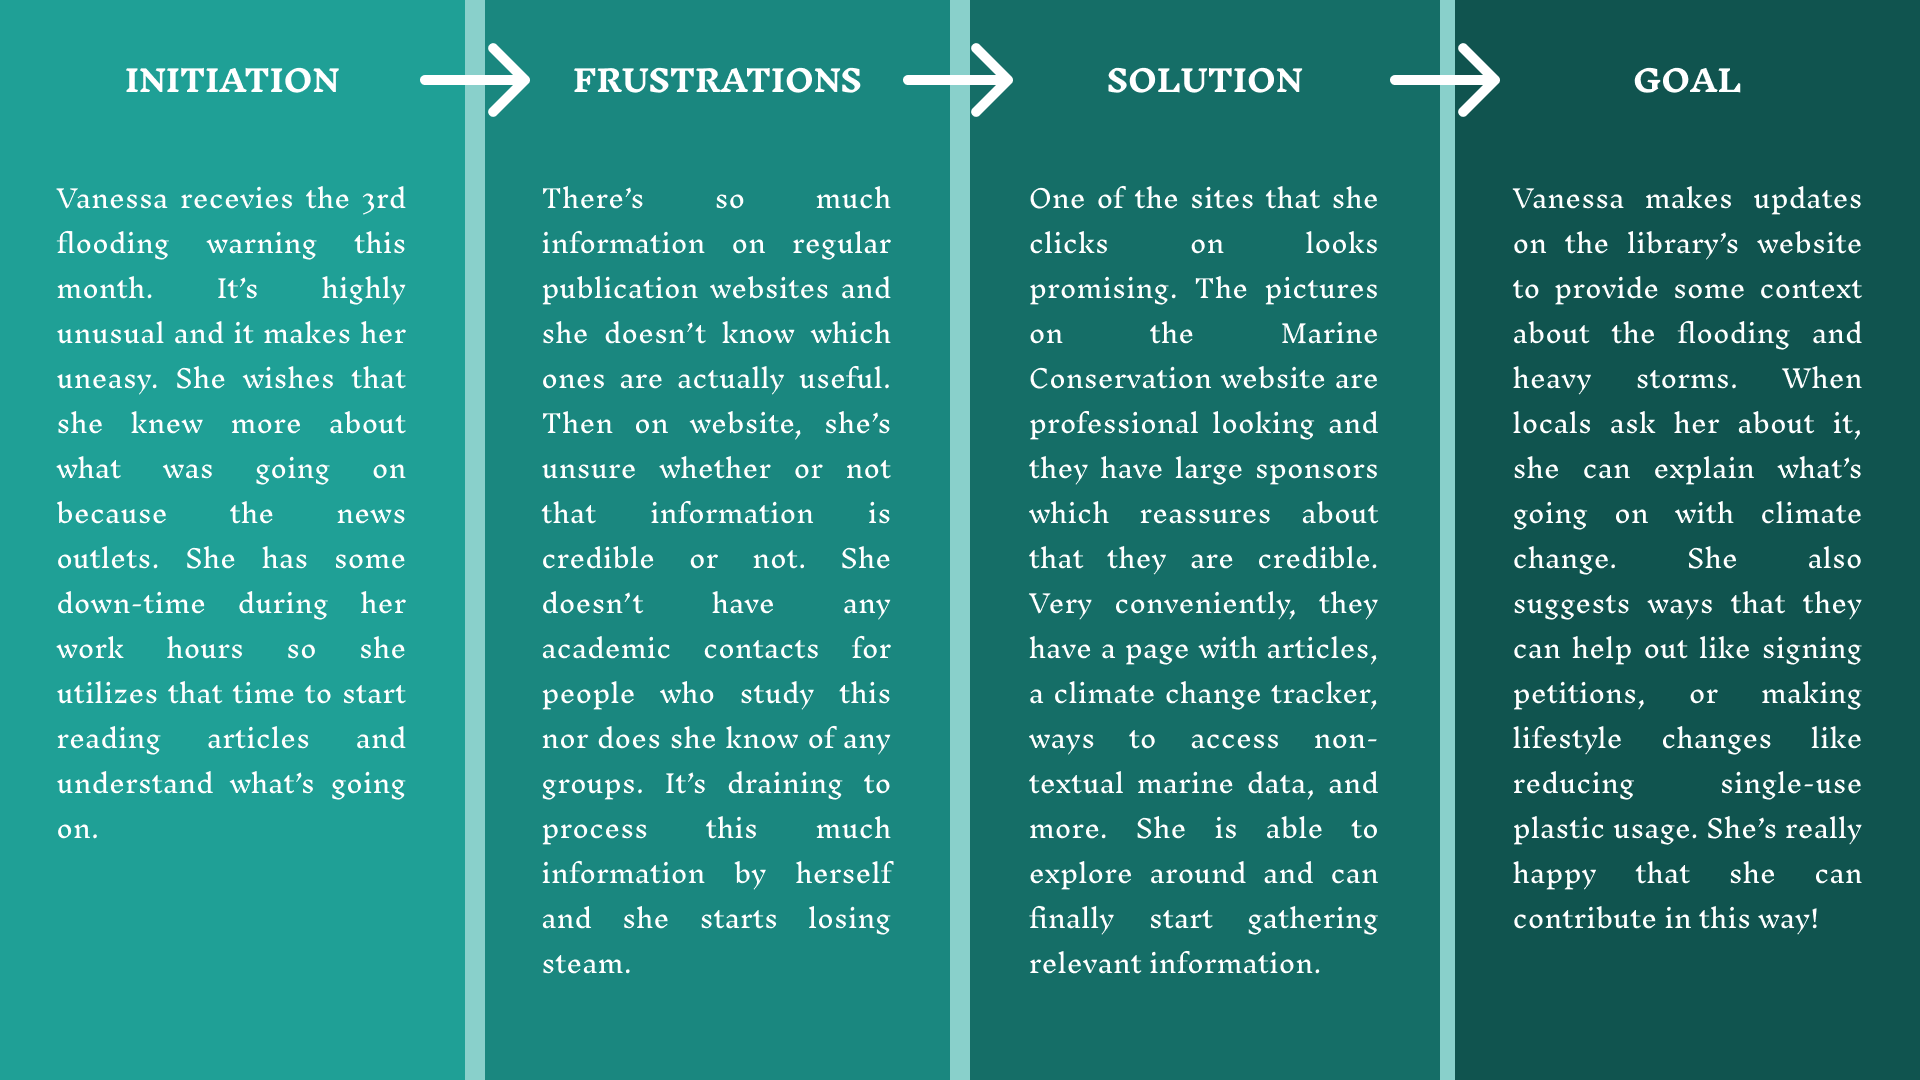 INITIATION
Vanessa recevies the 3rd
flooding warning this
month. It’s highly
unusual and it makes her
uneasy. She wishes that
she knew more about
what was going on
because the news
outlets. She has some
down-time during her
work hours so she
utilizes that time to start
reading articles and
understand what’s going
on.
FRUSTRATIONS
There’s so much
information on regular
publication websites and
she doesn’t know which
ones are actually useful.
Then on website, she’s
unsure whether or not
that information is
credible or not. She
doesn’t have any
academic contacts for
people who study this
nor does she know of any
groups. It’s draining to
process this much
information by herself
and she starts losing
steam.
SOLUTION
One of the sites that she
clicks on looks
promising. The pictures
on the Marine
Conservation website are
professional looking and
they have large sponsors
which reassures about
that they are credible.
Very conveniently, they
have a page with articles,
a climate change tracker,
ways to access non-
textual marine data, and
more. She is able to
explore around and can
finally start gathering
relevant information.
GOAL
Vanessa makes updates
on the library’s website
to provide some context
about the flooding and
heavy storms. When
locals ask her about it,
she can explain what’s
going on with climate
change. She also
suggests ways that they
can help out like signing
petitions, or making
lifestyle changes like
reducing single-use
plastic usage. She’s really
happy that she can
contribute in this way!